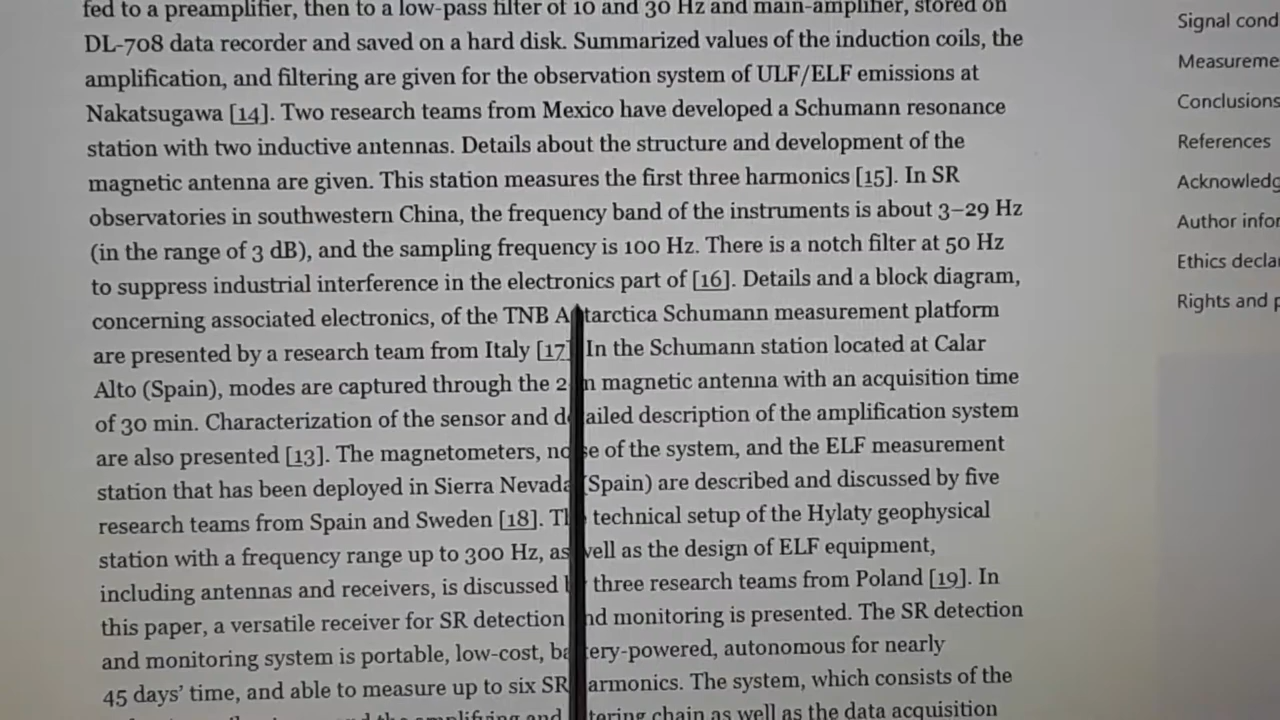 fed to a preamplifier, then to a low-pass filter of 10 and 30 Hz and main-amplifier, stored on
DL-708 data recorder and saved on a hard disk. Summarized values of the induction coils, the
amplification, and filtering are given for the observation system of ULF/ELF emissions at
Nakatsugawa [14]. Two research teams from Mexico have developed a Schumann resonance
station with two inductive antennas. Details about the structure and development of the
magnetic antenna are given. This station measures the first three harmonics [15]. In SR
observatories in southwestern China, the frequency band of the instruments is about 3–29 Hz
(in the range of 3 dB), and the sampling frequency is 100 Hz. There is a notch filter at 50 Hz
to suppress industrial interference in the electronics part of [16]. Details and a block diagram,
concerning associated electronics, of the TNB Antarctica Schumann measurement platform
are presented by a research team from Italy [17]. In the Schumann station located at Calar
Alto (Spain), modes are captured through the magnetic antenna with an acquisition time
of 30 min. Characterization of the sensor and detailed description of the amplification system
are also presented [13]. The magnetometers, noise of the system, and the ELF measurement
station that has been deployed in Sierra Nevada (Spain) are described and discussed by five
research teams from Spain and Sweden [18]. The technical setup of the Hylaty geophysical
station with a frequency range up to 300 Hz, as well as the design of ELF equipment,
including antennas and receivers, is discussed by three research teams from Poland [19]. In
this paper, a versatile receiver for SR detection and monitoring is presented. The SR detection
and monitoring system is portable, low-cost, battery-powered, autonomous for nearly
45 days' time, and able to measure up to six SR harmonics. The system, which consists of the
the amplifying and filtering chain as well as the data acquisition
Signal cond
Measureme
Conclusions
References
Acknowledg
Author infor
Ethics declar
Rights and p